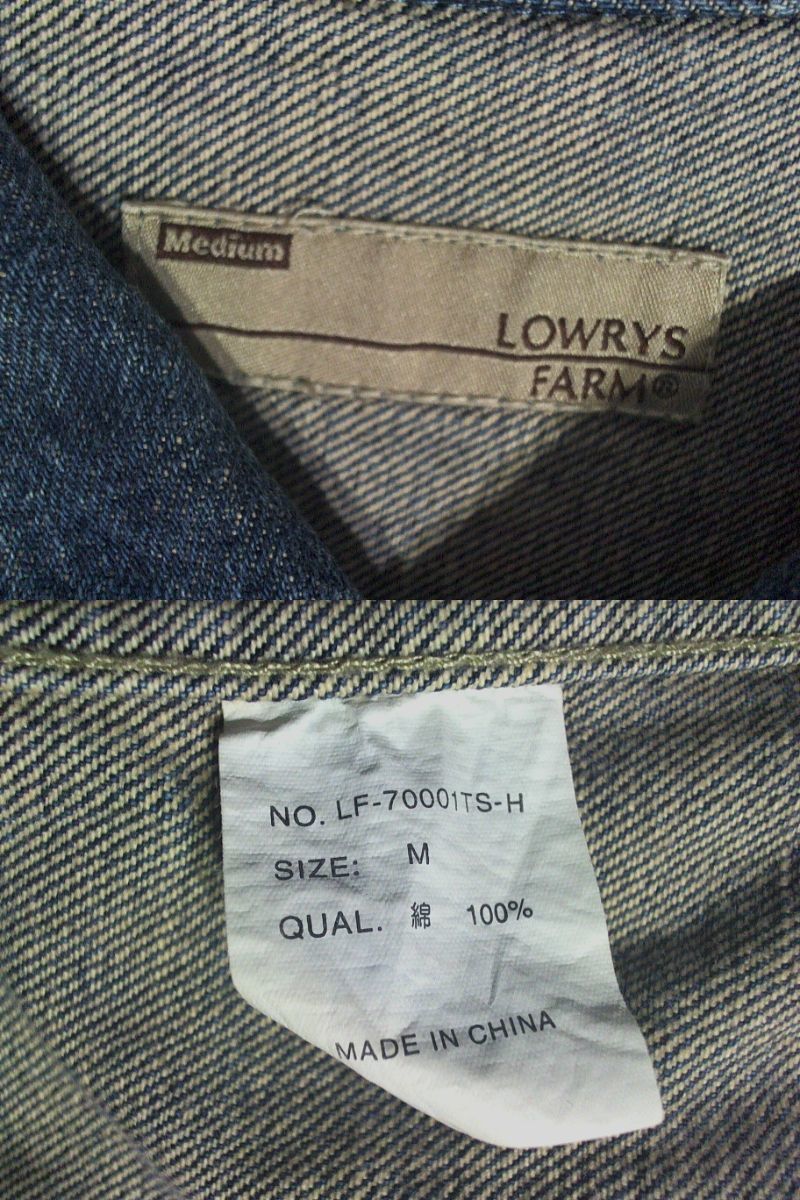 Medium
LOWRYS
FARM®
NO. LF-70001TS-H
SIZE: M
QUAL. 綿 100%
MADE IN CHINA